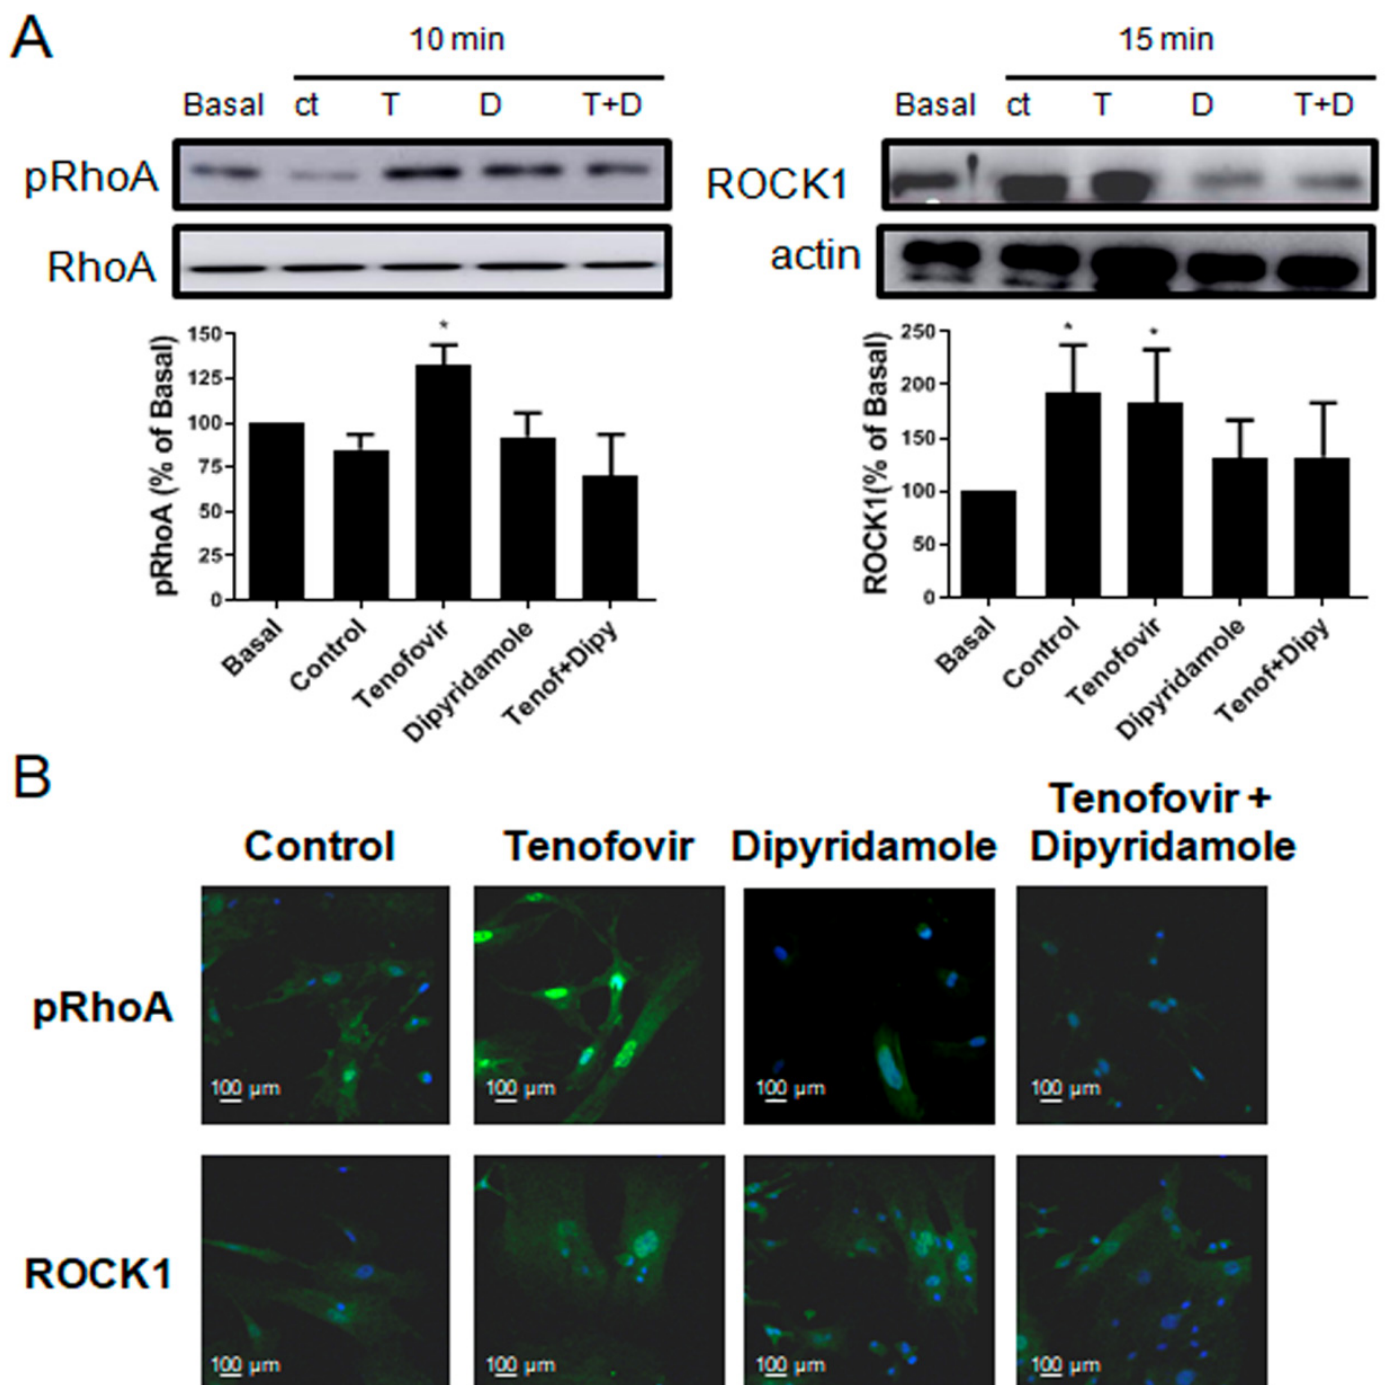 A
10 min
Basal ct T D T+D
pRhoA
RhoA
150
125
100
75
50
25
0
pRhoA (% of Basal)
Basal
Control
Tenofovir
Dipyridamole
Tenof+Dipy
*
15 min
Basal ct T D T+D
ROCK1
actin
250
200
150
100
50
0
ROCK1(% of Basal)
Basal
Control
Tenofovir
Dipyridamole
Tenof+Dipy
* *
B
Control Tenofovir Dipyridamole Tenofovir +
Dipyridamole
pRhoA
100 µm 100 µm 100 µm 100 µm
ROCK1
100 µm 100 µm 100 µm 100 µm